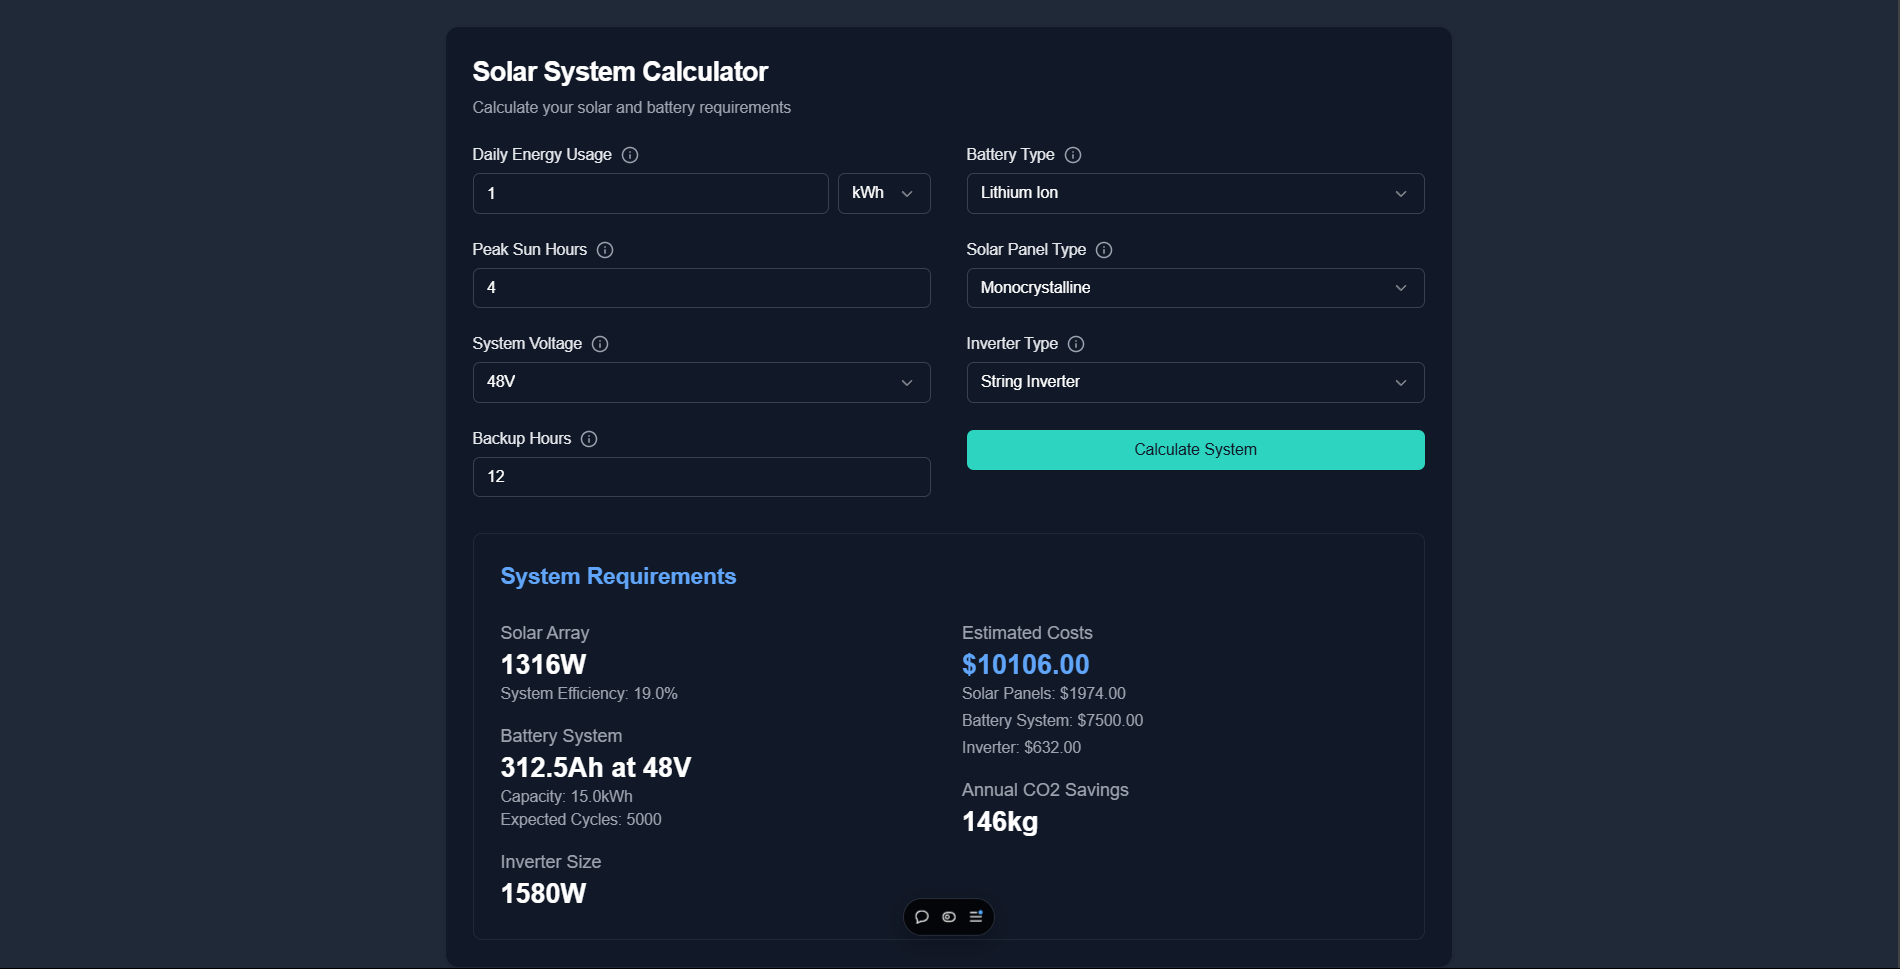 Solar System Calculator
Calculate your solar and battery requirements
Daily Energy Usage
1
kWh
Peak Sun Hours
4
System Voltage
48V
Backup Hours
12
Battery Type
Lithium Ion
Solar Panel Type
Monocrystalline
Inverter Type
String Inverter
Calculate System
System Requirements
Solar Array
1316W
System Efficiency: 19.0%
Battery System
312.5Ah at 48V
Capacity: 15.0kWh
Expected Cycles: 5000
Inverter Size
1580W
Estimated Costs
$10106.00
Solar Panels: $1974.00
Battery System: $7500.00
Inverter: $632.00
Annual CO2 Savings
146kg